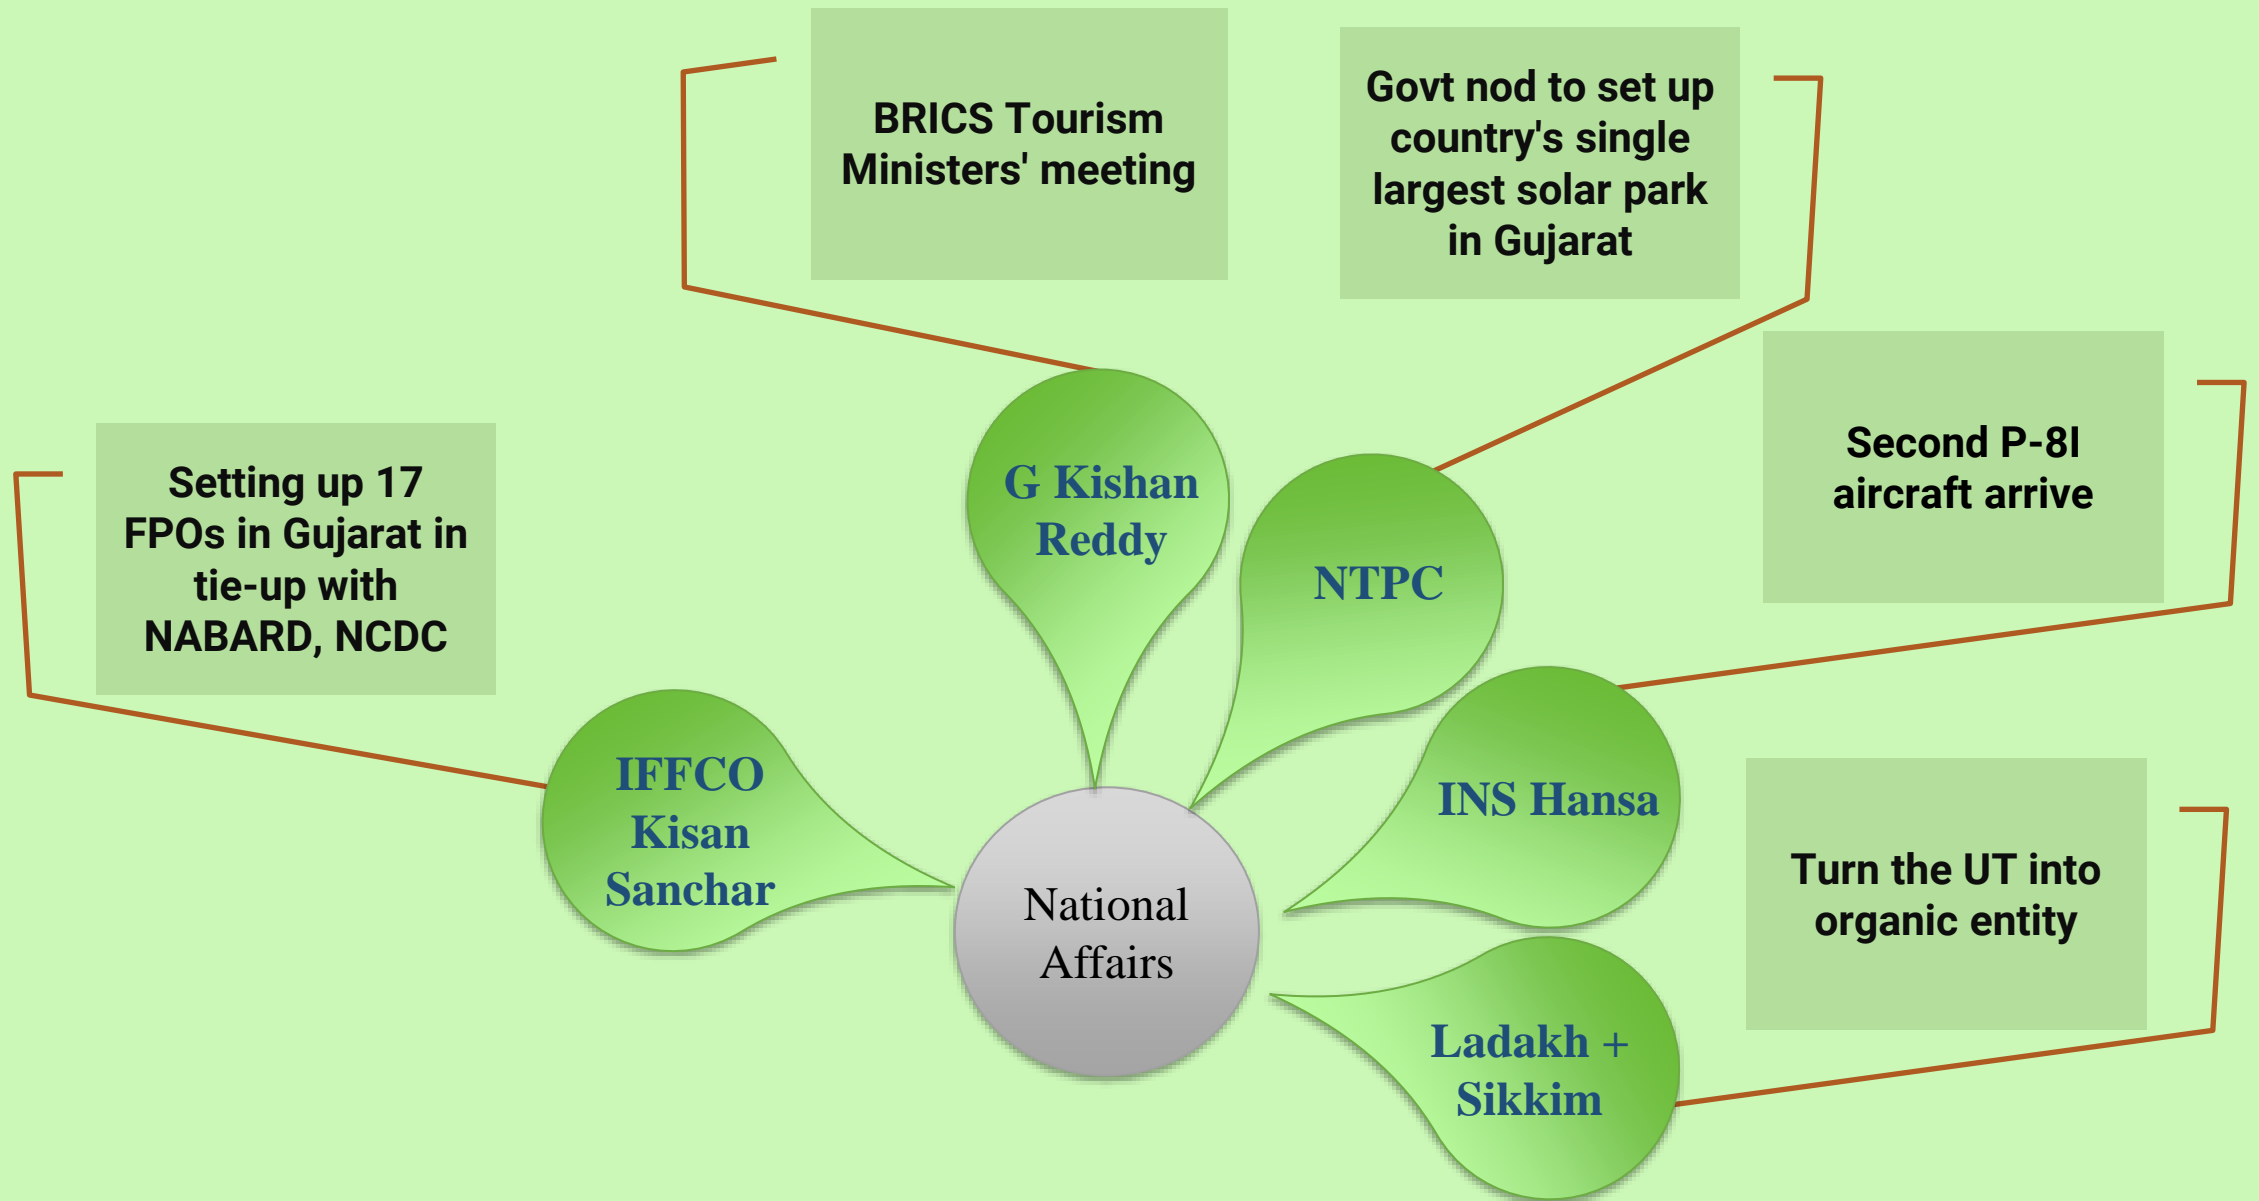 BRICS Tourism
Ministers' meeting
Govt nod to set up
country's single
largest solar park
in Gujarat
Second P-8I
aircraft arrive
Setting up 17
FPOs in Gujarat in
tie-up with
NABARD, NCDC
G Kishan
Reddy
NTPC
INS Hansa
IFFCO
Kisan
Sanchar
National
Affairs
Turn the UT into
organic entity
Ladakh +
Sikkim